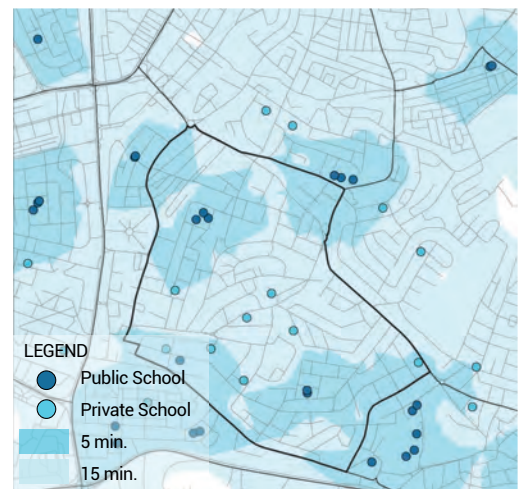 LEGEND
Public School
Private School
5 min.
15 min.